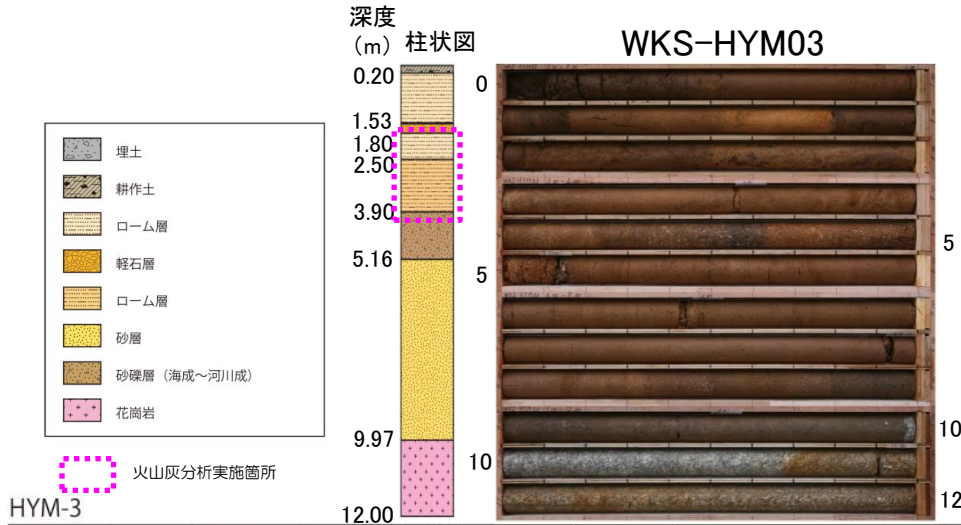 深度
(m) 柱状図
WKS-HYM03
0.20
0
1.53
1.80
2.50
3.90
5.16
5
5
9.97
10
10
12.00
12
埋土
耕作土
ローム層
軽石層
ローム層
砂層
砂礫層（海成～河川成）
花崗岩
火山灰分析実施箇所
HYM-3